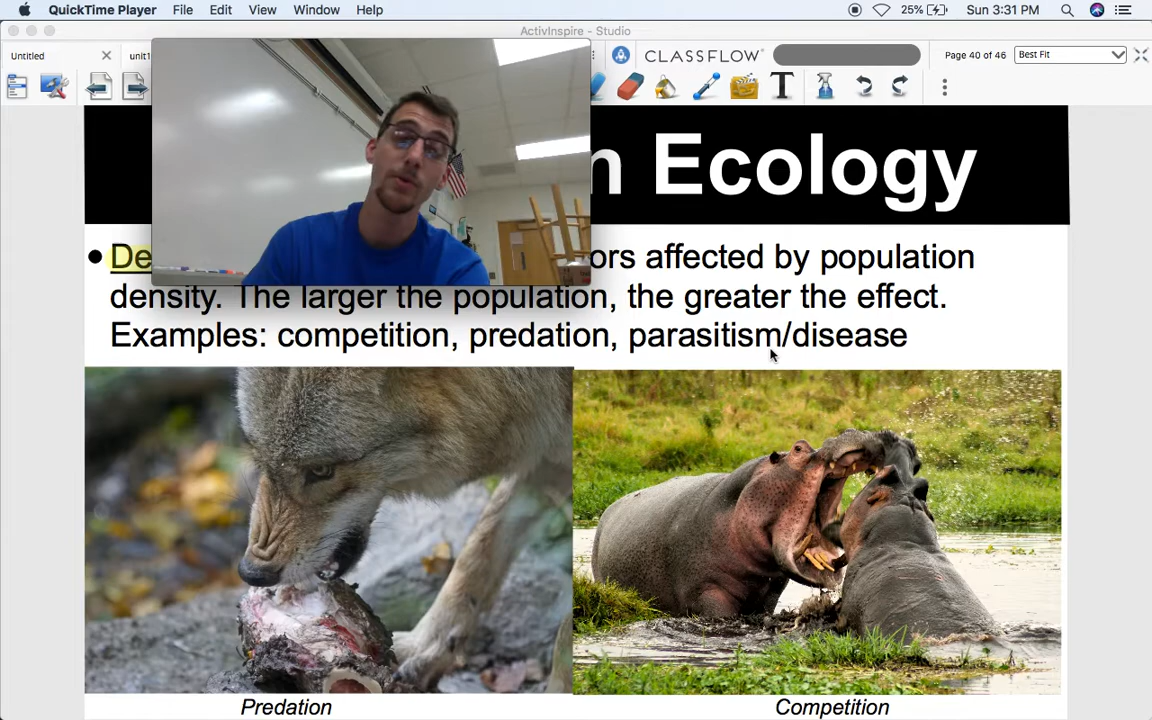 QuickTime Player File Edit View Window Help 25% Sun 3:31 PM
ActivInspire - Studio
Untitled unit1 CLASSFLOW Page 40 of 46 Best Fit
T
n Ecology
De ors affected by population
density. The larger the population, the greater the effect.
Examples: competition, predation, parasitism/disease
Predation Competition